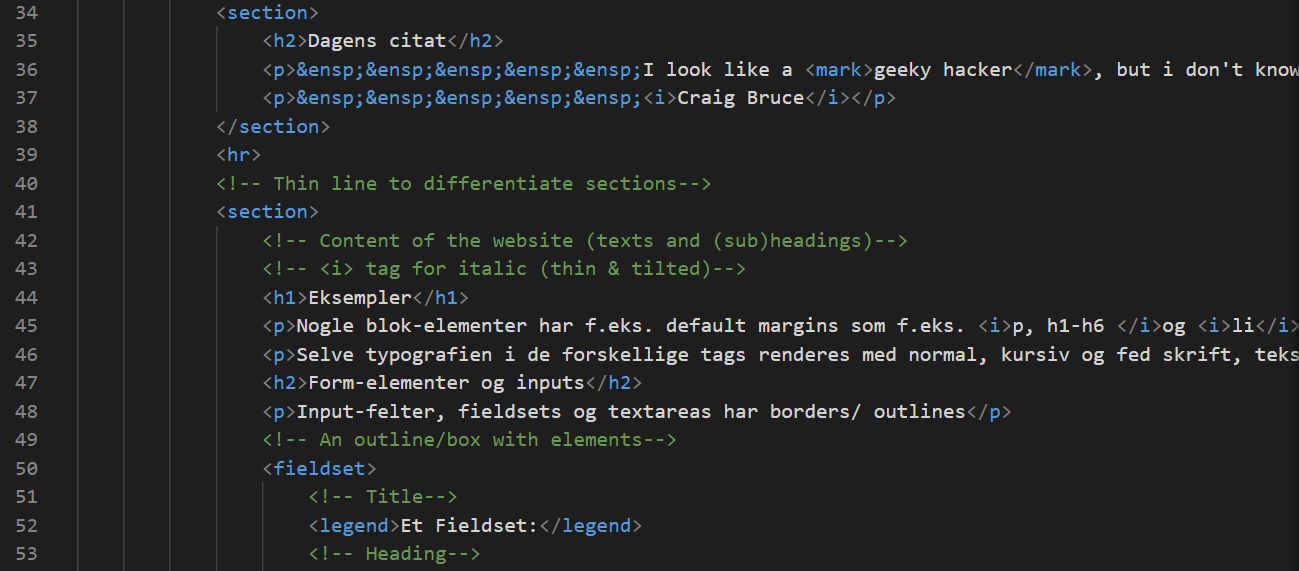 34 <section>
35 <h2>Dagens citat</h2>
36 <p>&ensp;&ensp;&ensp;&ensp;&ensp;I look like a <mark>geeky hacker</mark>, but i don't know
37 <p>&ensp;&ensp;&ensp;&ensp;&ensp;<i>Craig Bruce</i></p>
38 </section>
39 <hr>
40 <!-- Thin line to differentiate sections-->
41 <section>
42 <!-- Content of the website (texts and (sub)headings)-->
43 <!-- <i> tag for italic (thin & tilted)-->
44 <h1>Eksempler</h1>
45 <p>Nogle blok-elementer har f.eks. default margins som f.eks. <i>p, h1-h6 </i>og <i>li</i>
46 <p>Selve typografien i de forskellige tags renderes med normal, kursiv og fed skrift, teks
47 <h2>Form-elementer og inputs</h2>
48 <p>Input-felter, fieldsets og textareas har borders/ outlines</p>
49 <!-- An outline/box with elements-->
50 <fieldset>
51 <!-- Title-->
52 <legend>Et Fieldset:</legend>
53 <!-- Heading-->